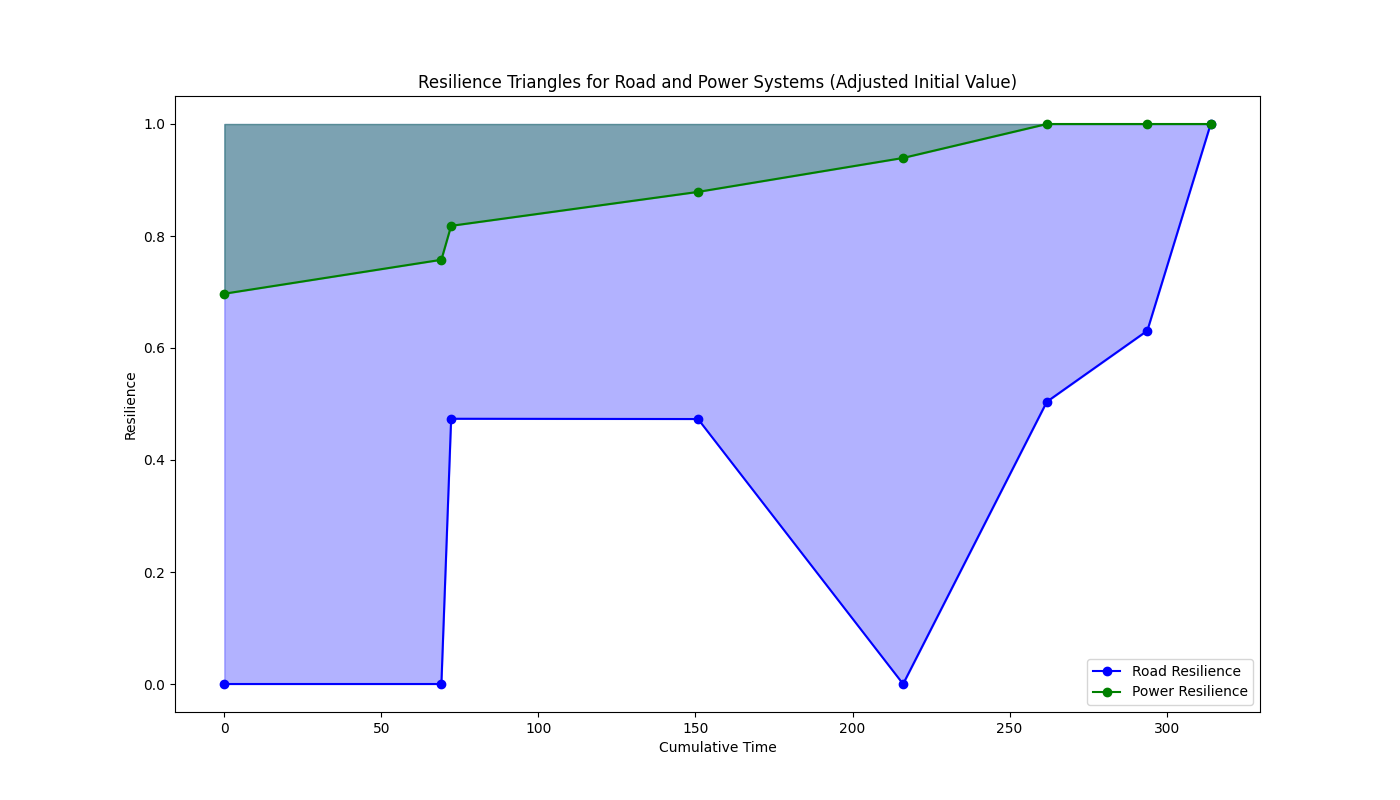 Resilience Triangles for Road and Power Systems (Adjusted Initial Value)
1.0
0.8
0.6
0.4
0.2
0.0
Resilience
0 50 100 150 200 250 300
Cumulative Time
Road Resilience
Power Resilience